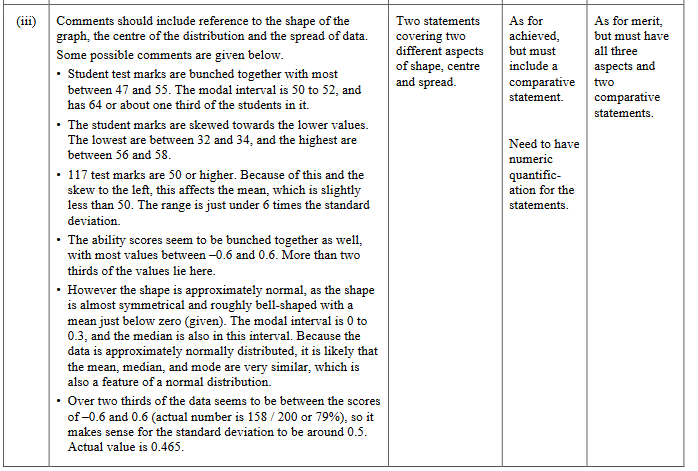 (iii)
Comments should include reference to the shape of the
graph, the centre of the distribution and the spread of data.
Some possible comments are given below.
• Student test marks are bunched together with most
between 47 and 55. The modal interval is 50 to 52, and
has 64 or about one third of the students in it.
• The student marks are skewed towards the lower values.
The lowest are between 32 and 34, and the highest are
between 56 and 58.
• 117 test marks are 50 or higher. Because of this and the
skew to the left, this affects the mean, which is slightly
less than 50. The range is just under 6 times the standard
deviation.
• The ability scores seem to be bunched together as well,
with most values between –0.6 and 0.6. More than two
thirds of the values lie here.
• However the shape is approximately normal, as the shape
is almost symmetrical and roughly bell-shaped with a
mean just below zero (given). The modal interval is 0 to
0.3, and the median is also in this interval. Because the
data is approximately normally distributed, it is likely that
the mean, median, and mode are very similar, which is
also a feature of a normal distribution.
• Over two thirds of the data seems to be between the scores
of –0.6 and 0.6 (actual number is 158 / 200 or 79%), so it
makes sense for the standard deviation to be around 0.5.
Actual value is 0.465.
Two statements
covering two
different aspects
of shape, centre
and spread.
As for
achieved,
but must
include a
comparative
statement.
Need to have
numeric
quantific-
ation for the
statements.
As for merit,
but must have
all three
aspects and
two
comparative
statements.